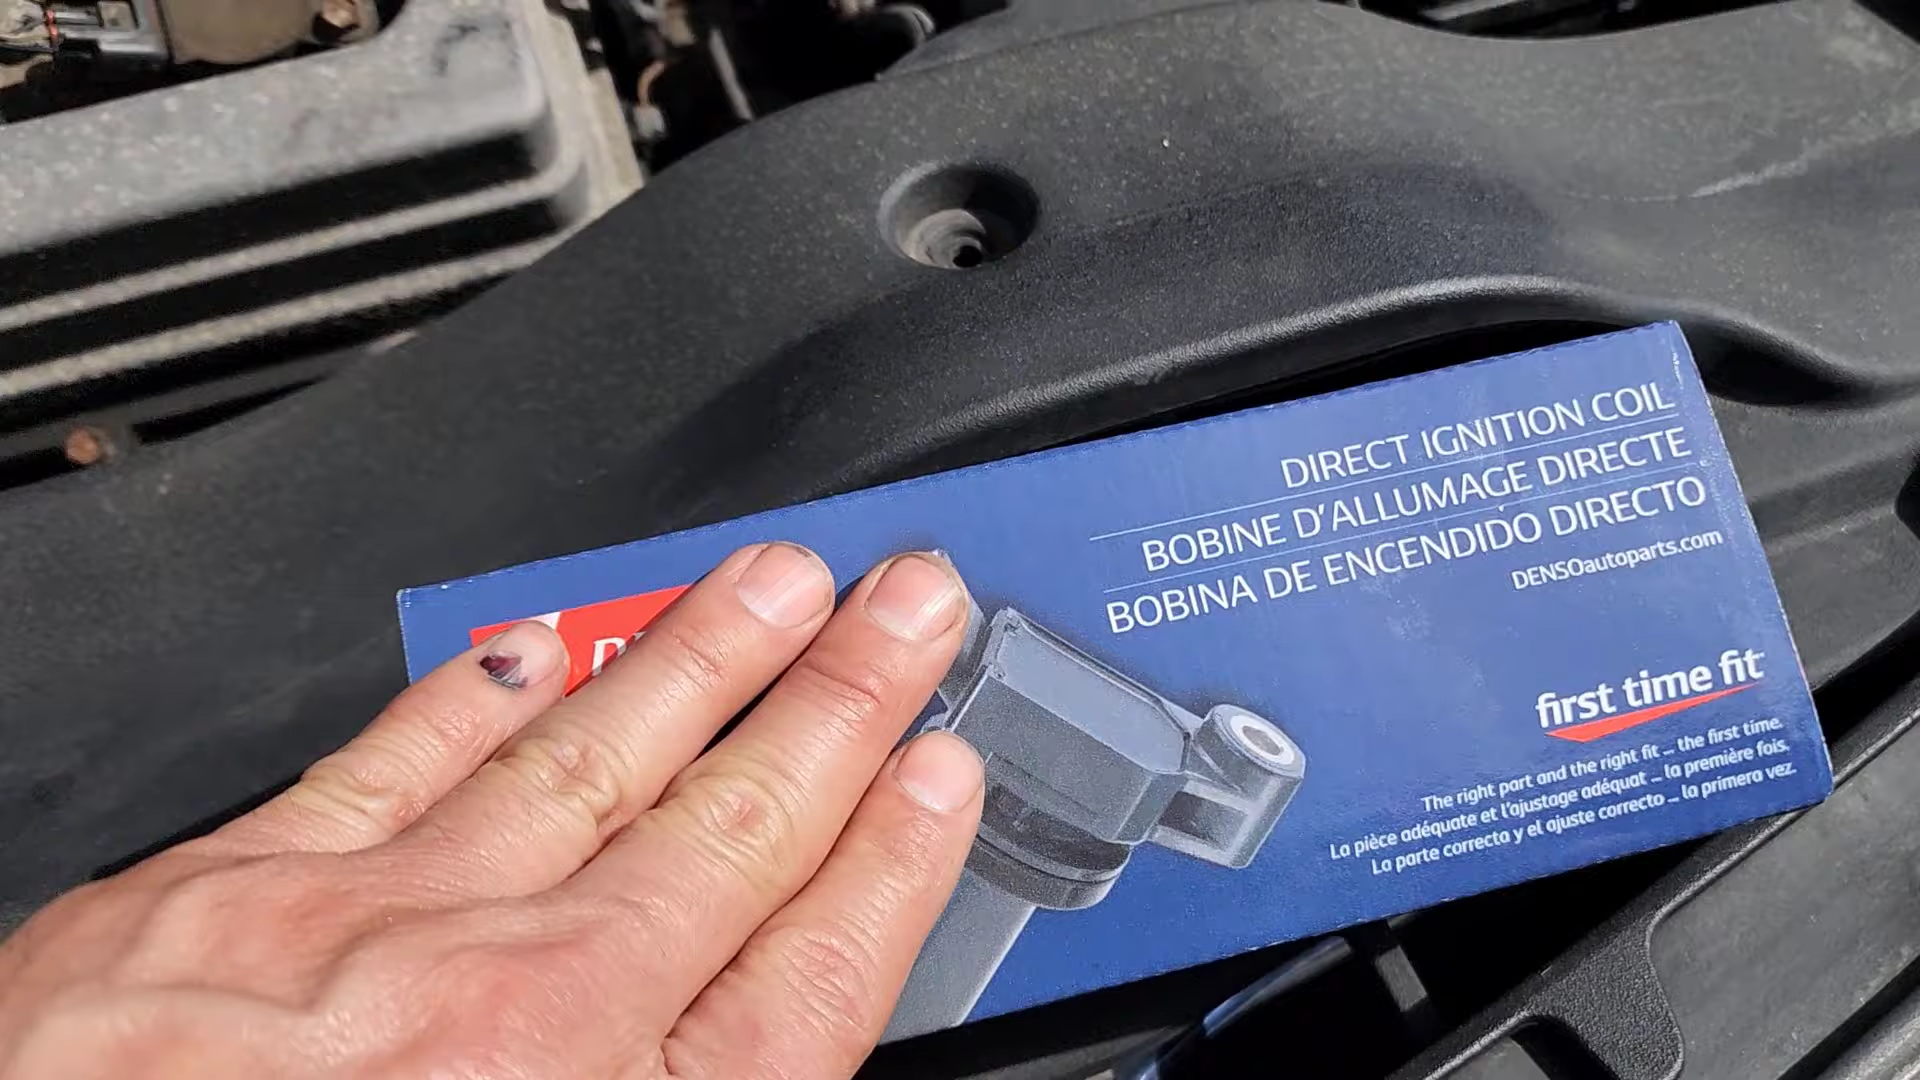 DIRECT IGNITION COIL
BOBINE D'ALLUMAGE DIRECTE
BOBINA DE ENCENDIDO DIRECTO
DENSOautoparts.com
first time fit
The right part and the right fit ... the first time.
La pièce adéquate et l'ajustage adéquat ... la première fois.
La parte correcta y el ajuste correcto ... la primera vez.